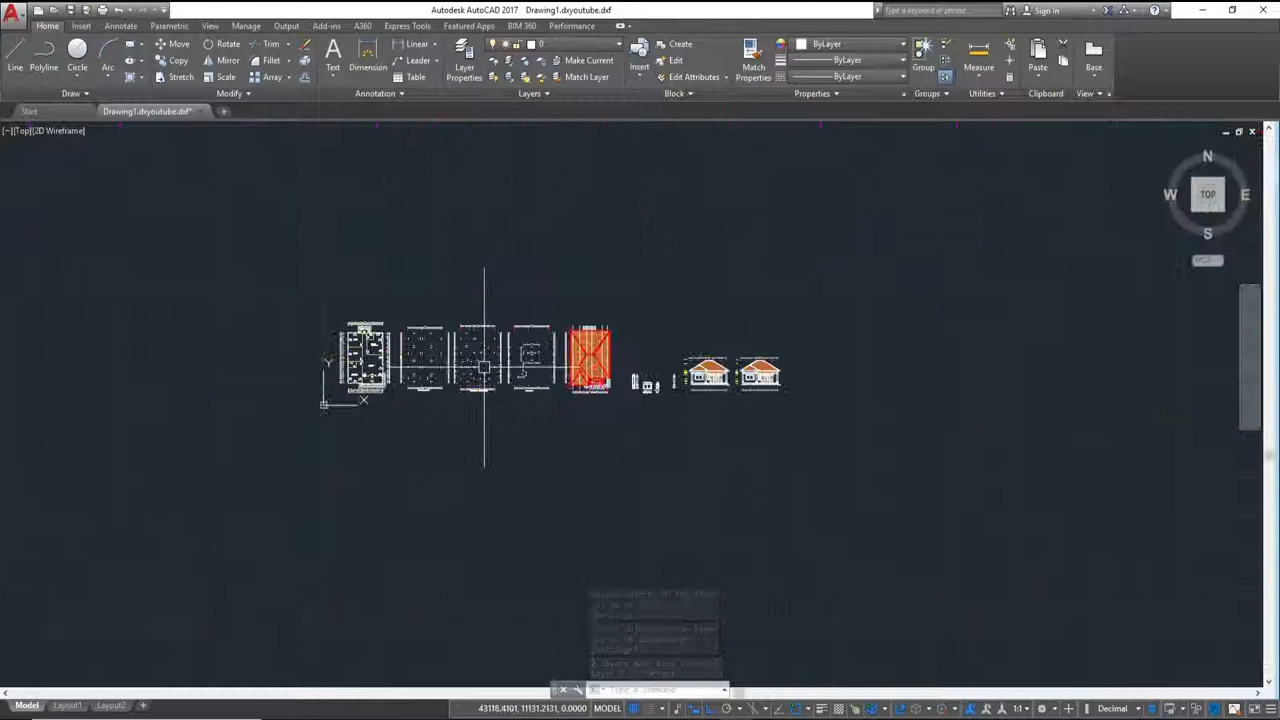 Autodesk AutoCAD 2017 Drawing1.dxyoutube.dxf
Type a keyword or phrase
Sign In
Home Insert Annotate Parametric View Manage Output Add-ins A360 Express Tools Featured Apps BIM 360 Performance
Line Polyline Circle Arc
Move Rotate Trim
Copy Mirror Fillet
Stretch Scale Array
Text Dimension
Linear
Leader
Table
Layer Properties
0
Make Current
Match Layer
Insert
Create
Edit
Edit Attributes
Match Properties
ByLayer
ByLayer
ByLayer
Group
Measure
Paste
Base
Draw Modify Annotation Layers Block Properties Groups Utilities Clipboard View
Start Drawing1.dxyoutube.dxf*
[−][Top][2D Wireframe]
N
W TOP E
S
WCS
Y
X
Type a command
Model Layout1 Layout2
43118.4101, 11131.2131, 0.0000 MODEL 1:1 Decimal